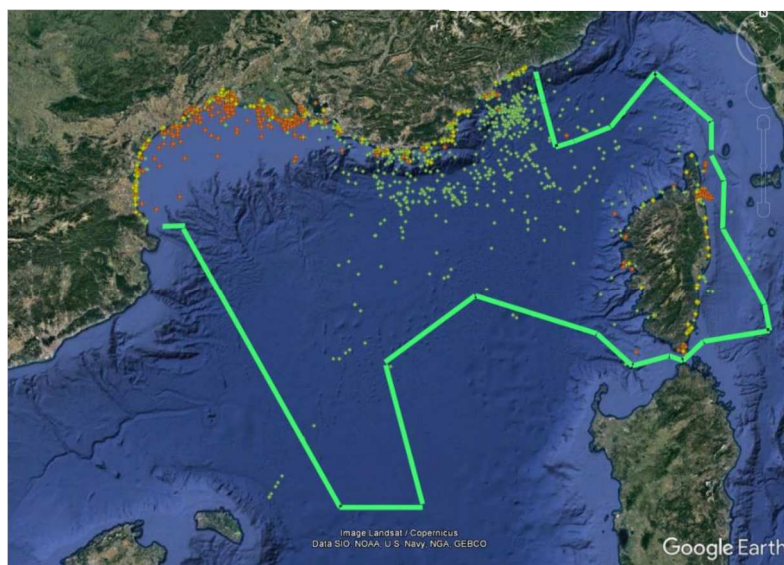 N
Image Landsat / Copernicus
Data SIO, NOAA, U.S. Navy, NGA, GEBCO
Google Earth